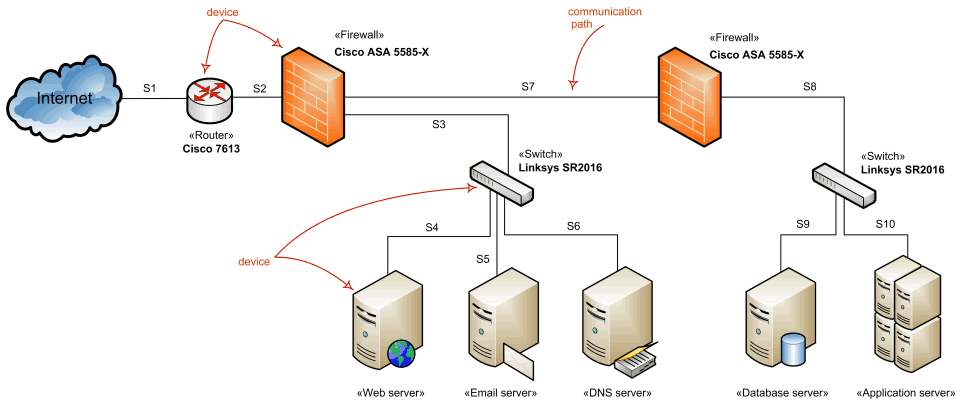 device
communication
path
«Firewall»
Cisco ASA 5585-X
«Firewall»
Cisco ASA 5585-X
Internet
S1
S2
S7
S8
S3
«Router»
Cisco 7613
«Switch»
Linksys SR2016
«Switch»
Linksys SR2016
S4
S5
S6
S9
S10
device
«Web server»
«Email server»
«DNS server»
«Database server»
«Application server»